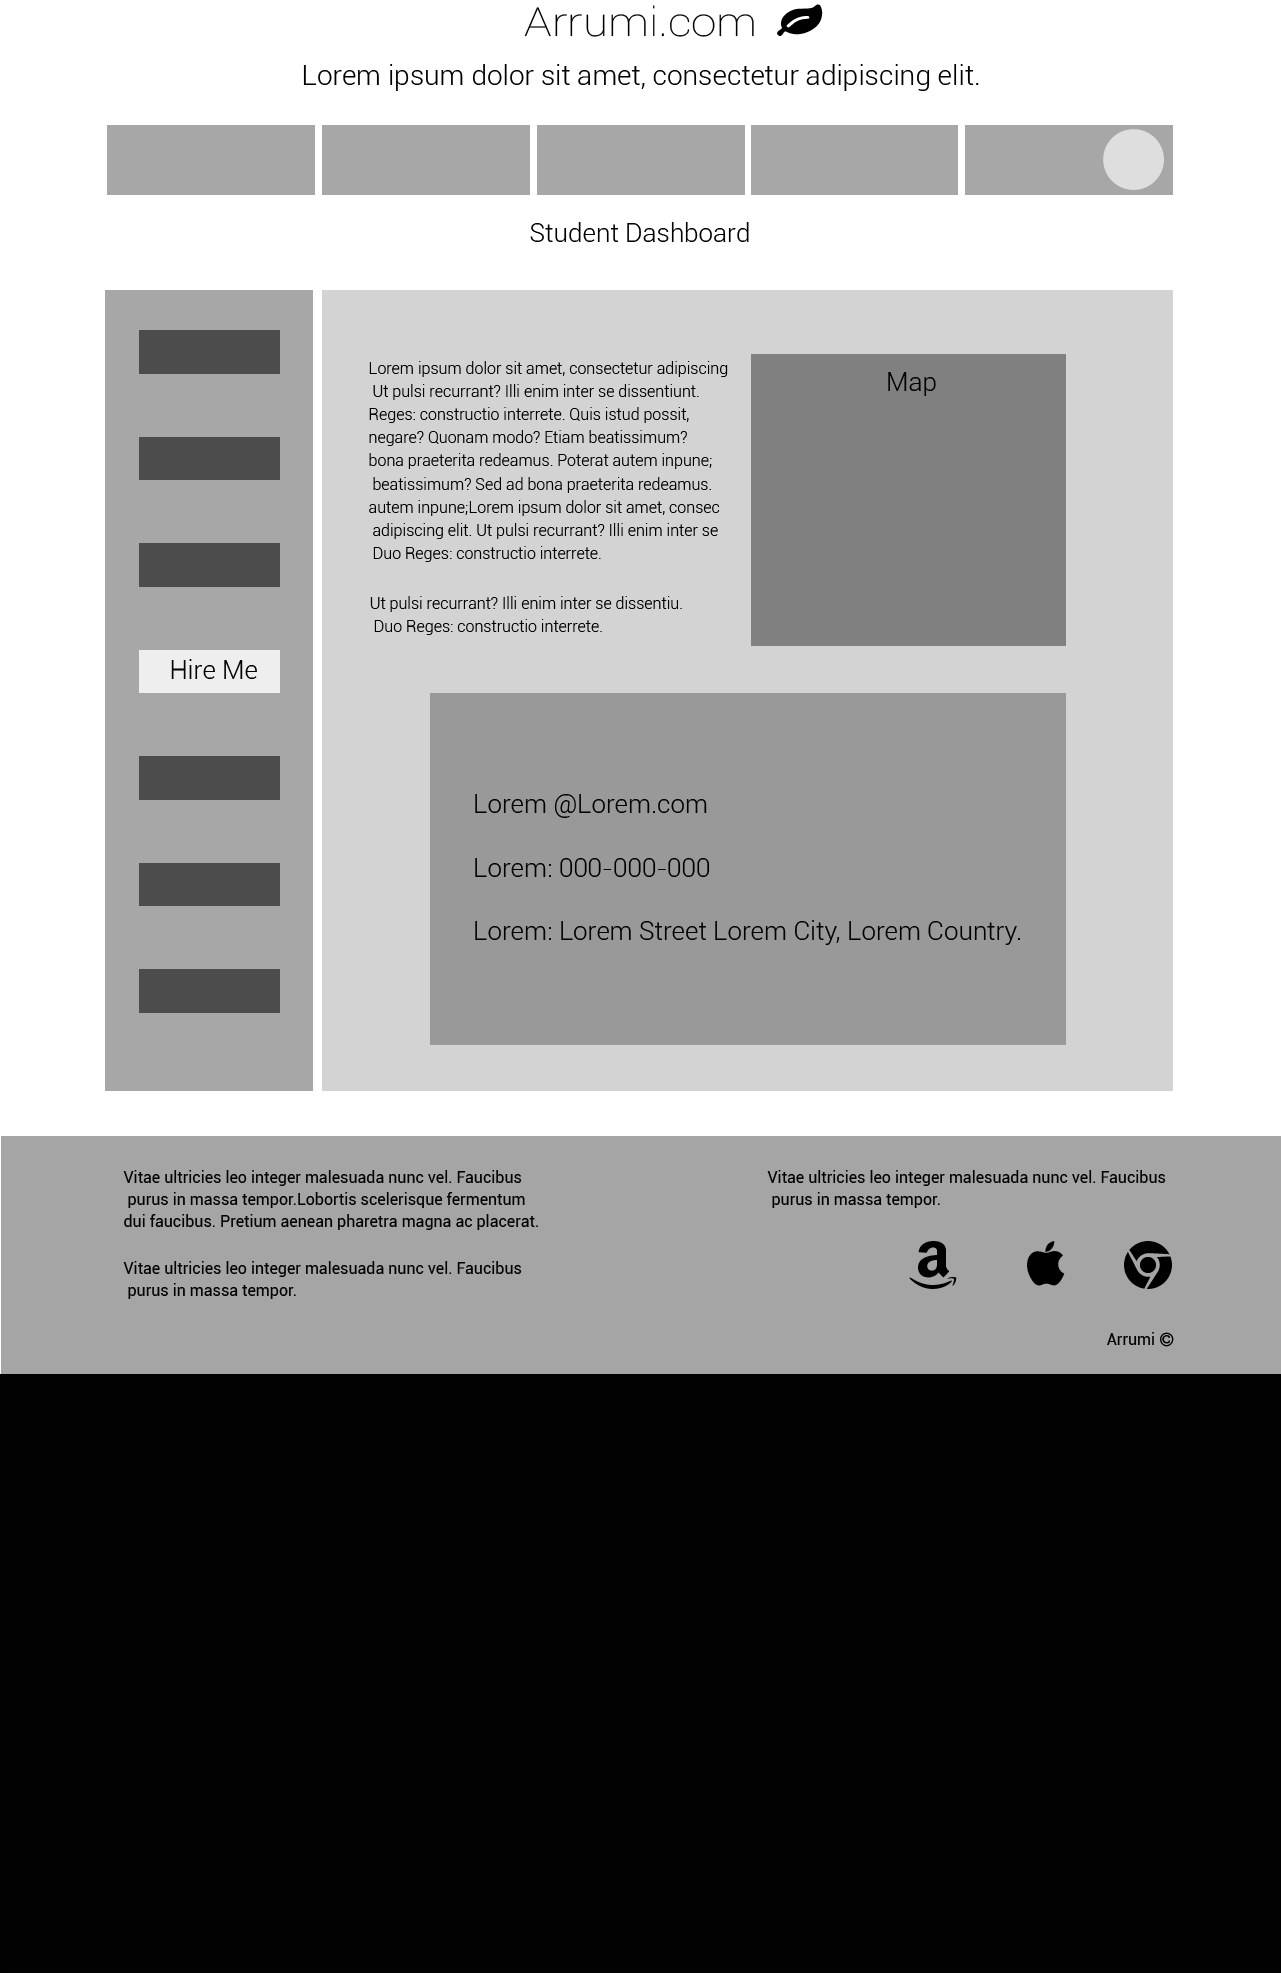 Arrumi.com
Lorem ipsum dolor sit amet, consectetur adipiscing elit.
Student Dashboard
Lorem ipsum dolor sit amet, consectetur adipiscing
Ut pulsi recurrant? Illi enim inter se dissentiunt.
Reges: constructio interrete. Quis istud possit,
negare? Quonam modo? Etiam beatissimum?
bona praeterita redeamus. Poterat autem inpune;
beatissimum? Sed ad bona praeterita redeamus.
autem inpune;Lorem ipsum dolor sit amet, consec
adipiscing elit. Ut pulsi recurrant? Illi enim inter se
Duo Reges: constructio interrete.
Ut pulsi recurrant? Illi enim inter se dissentiu.
Duo Reges: constructio interrete.
Map
Hire Me
Lorem @Lorem.com
Lorem: 000-000-000
Lorem: Lorem Street Lorem City, Lorem Country.
Vitae ultricies leo integer malesuada nunc vel. Faucibus
purus in massa tempor.Lobortis scelerisque fermentum
dui faucibus. Pretium aenean pharetra magna ac placerat.
Vitae ultricies leo integer malesuada nunc vel. Faucibus
purus in massa tempor.
Vitae ultricies leo integer malesuada nunc vel. Faucibus
purus in massa tempor.
Arrumi ©